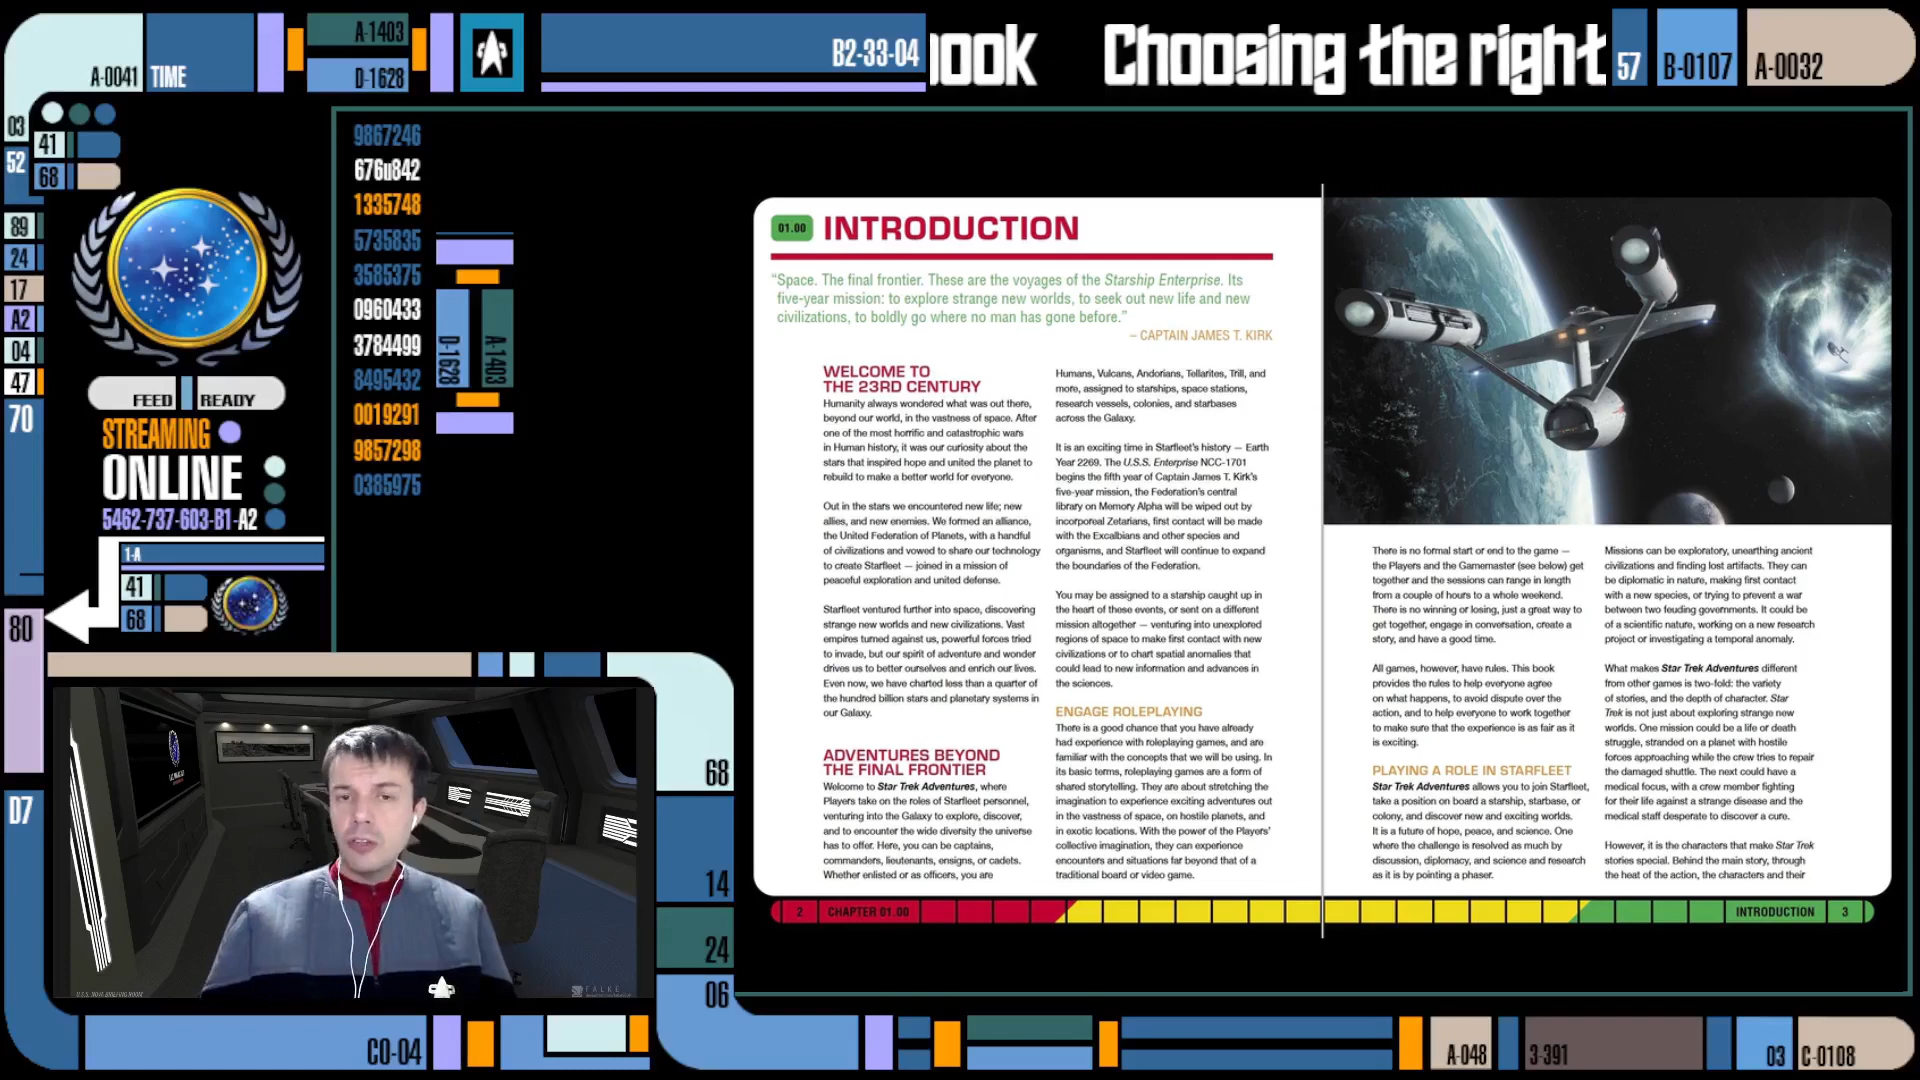 A-0041
TIME
A-1403
D-1628
B2-33-04
ook Choosing the right
57
B-0107
A-0032
03
52
41
68
89
24
17
A2
04
47
70
80
D7
FEED
READY
STREAMING
ONLINE
5462-737-603-B1-A2
1-A
41
68
9867246
676u842
1335748
5735835
3585375
0960433
3784499
8495432
0019291
9857298
0385975
D-1628
A-1403
01.00 INTRODUCTION
“Space. The final frontier. These are the voyages of the Starship Enterprise. Its
five-year mission: to explore strange new worlds, to seek out new life and new
civilizations, to boldly go where no man has gone before.”
– CAPTAIN JAMES T. KIRK
WELCOME TO
THE 23RD CENTURY
Humanity always wondered what was out there,
beyond our world, in the vastness of space. After
one of the most horrific and catastrophic wars
in Human history, it was our curiosity about the
stars that inspired hope and united the planet to
rebuild to make a better world for everyone.
Out in the stars we encountered new life; new
allies, and new enemies. We formed an alliance,
the United Federation of Planets, with a handful
of civilizations and vowed to share our technology
to create Starfleet — joined in a mission of
peaceful exploration and united defense.
Starfleet ventured further into space, discovering
strange new worlds and new civilizations. Vast
empires turned against us, powerful forces tried
to invade, but our spirit of adventure and wonder
drives us to better ourselves and enrich our lives.
Even now, we have charted less than a quarter of
the hundred billion stars and planetary systems in
our Galaxy.
ADVENTURES BEYOND
THE FINAL FRONTIER
Welcome to Star Trek Adventures, where
Players take on the roles of Starfleet personnel,
venturing into the Galaxy to explore, discover,
and to encounter the wide diversity the universe
has to offer. Here, you can be captains,
commanders, lieutenants, ensigns, or cadets.
Whether enlisted or as officers, you are
Humans, Vulcans, Andorians, Tellarites, Trill, and
more, assigned to starships, space stations,
research vessels, colonies, and starbases
across the Galaxy.
It is an exciting time in Starfleet’s history — Earth
Year 2269. The U.S.S. Enterprise NCC-1701
begins the fifth year of Captain James T. Kirk’s
five-year mission, the Federation’s central
library on Memory Alpha will be wiped out by
incorporeal Zetarians, first contact will be made
with the Excalbians and other species and
organisms, and Starfleet will continue to expand
the boundaries of the Federation.
You may be assigned to a starship caught up in
the heart of these events, or sent on a different
mission altogether — venturing into unexplored
regions of space to make first contact with new
civilizations or to chart spatial anomalies that
could lead to new information and advances in
the sciences.
ENGAGE ROLEPLAYING
There is a good chance that you have already
had experience with roleplaying games, and are
familiar with the concepts that we will be using. In
its basic terms, roleplaying games are a form of
shared storytelling. They are about stretching the
imagination to experience exciting adventures out
in the vastness of space, on hostile planets, and
in exotic locations. With the power of the Players’
collective imagination, they can experience
encounters and situations far beyond that of a
traditional board or video game.
There is no formal start or end to the game —
the Players and the Gamemaster (see below) get
together and the sessions can range in length
from a couple of hours to a whole weekend.
There is no winning or losing, just a great way to
get together, engage in conversation, create a
story, and have a good time.
All games, however, have rules. This book
provides the rules to help everyone agree
on what happens, to avoid dispute over the
action, and to help everyone to work together
to make sure that the experience is as fair as it
is exciting.
PLAYING A ROLE IN STARFLEET
Star Trek Adventures allows you to join Starfleet,
take a position on board a starship, starbase, or
colony, and discover new and exciting worlds.
It is a future of hope, peace, and science. One
where the challenge is resolved as much by
discussion, diplomacy, and science and research
as it is by pointing a phaser.
Missions can be exploratory, unearthing ancient
civilizations and finding lost artifacts. They can
be diplomatic in nature, making first contact
with a new species, or trying to prevent a war
between two feuding governments. It could be
of a scientific nature, working on a new research
project or investigating a temporal anomaly.
What makes Star Trek Adventures different
from other games is two-fold: the variety
of stories, and the depth of character. Star
Trek is not just about exploring strange new
worlds. One mission could be a life or death
struggle, stranded on a planet with hostile
forces approaching while the crew tries to repair
the damaged shuttle. The next could have a
medical focus, with a crew member fighting
for their life against a strange disease and the
medical staff desperate to discover a cure.
However, it is the characters that make Star Trek
stories special. Behind the main story, through
the heat of the action, the characters and their
2 CHAPTER 01.00
INTRODUCTION 3
68
14
24
06
U.S.S. NOVA BRIEFING ROOM
FALKE
C0-04
A-048
3-391
03
C-0108